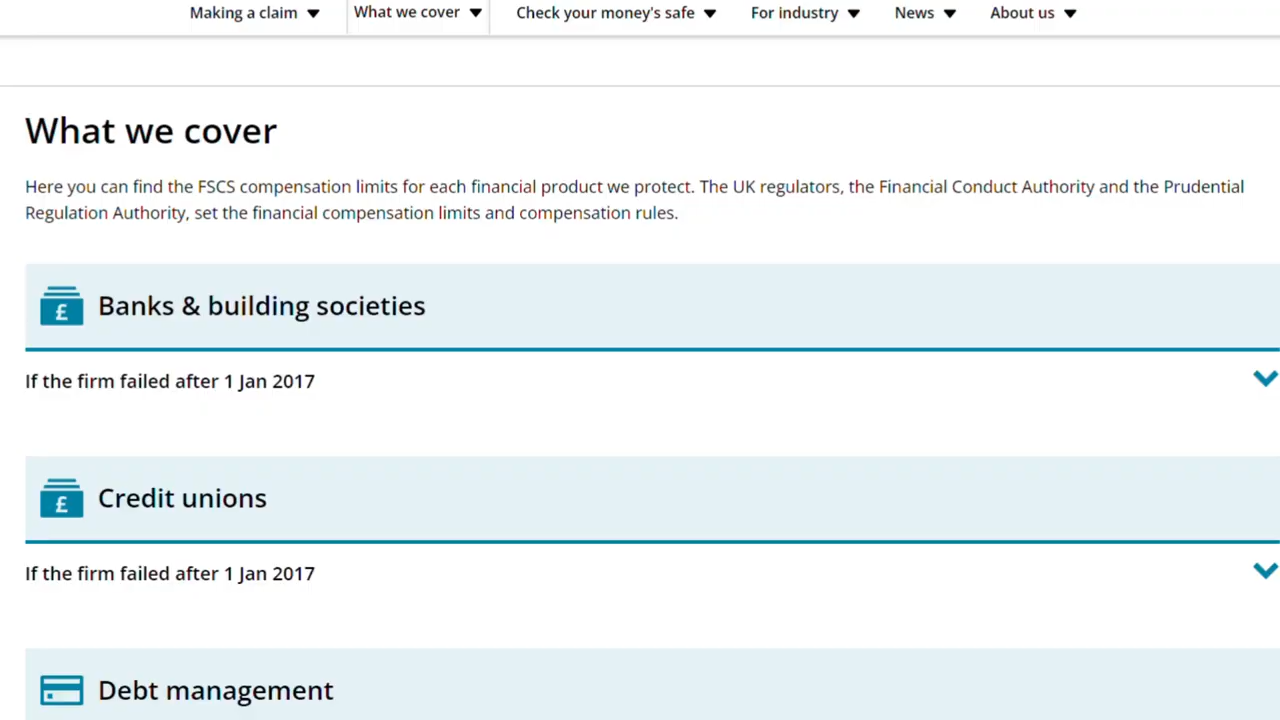 Making a claim What we cover Check your money's safe For industry News About us
What we cover
Here you can find the FSCS compensation limits for each financial product we protect. The UK regulators, the Financial Conduct Authority and the Prudential
Regulation Authority, set the financial compensation limits and compensation rules.
£ Banks & building societies
If the firm failed after 1 Jan 2017
£ Credit unions
If the firm failed after 1 Jan 2017
Debt management